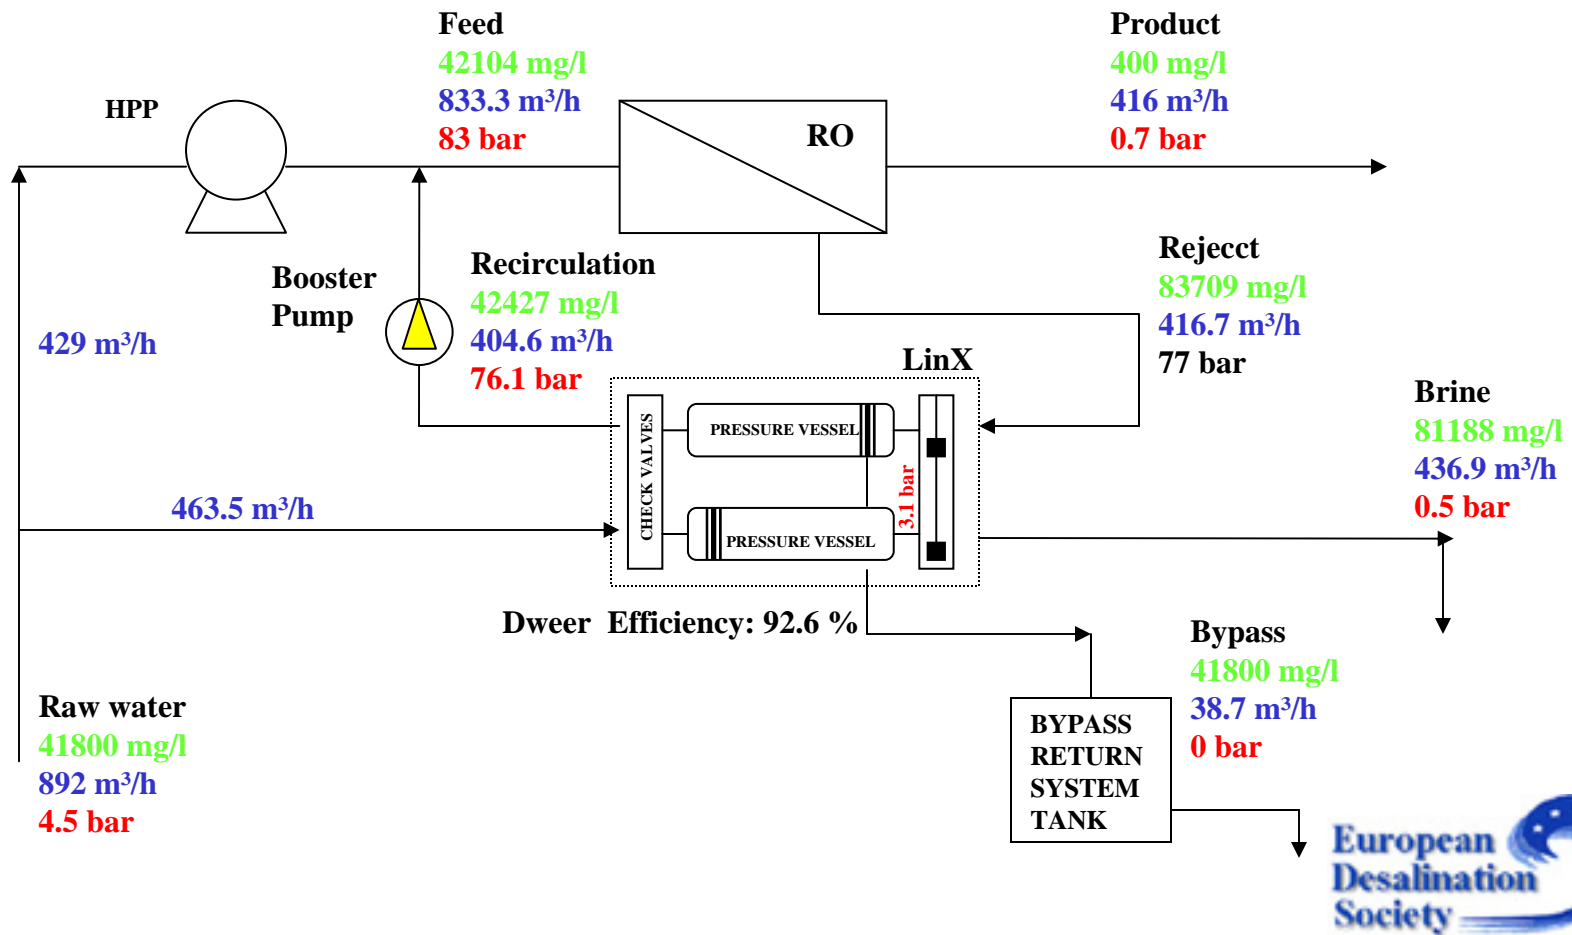 Feed
42104 mg/l
833.3 m³/h
83 bar
Product
400 mg/l
416 m³/h
0.7 bar
HPP
RO
Booster
Pump
Recirculation
42427 mg/l
404.6 m³/h
76.1 bar
Rejecct
83709 mg/l
416.7 m³/h
77 bar
429 m³/h
LinX
Brine
81188 mg/l
436.9 m³/h
0.5 bar
CHECK VALVES
PRESSURE VESSEL
3.1 bar
PRESSURE VESSEL
463.5 m³/h
Dweer Efficiency: 92.6 %
Bypass
41800 mg/l
38.7 m³/h
0 bar
Raw water
41800 mg/l
892 m³/h
4.5 bar
BYPASS
RETURN
SYSTEM
TANK
European
Desalination
Society